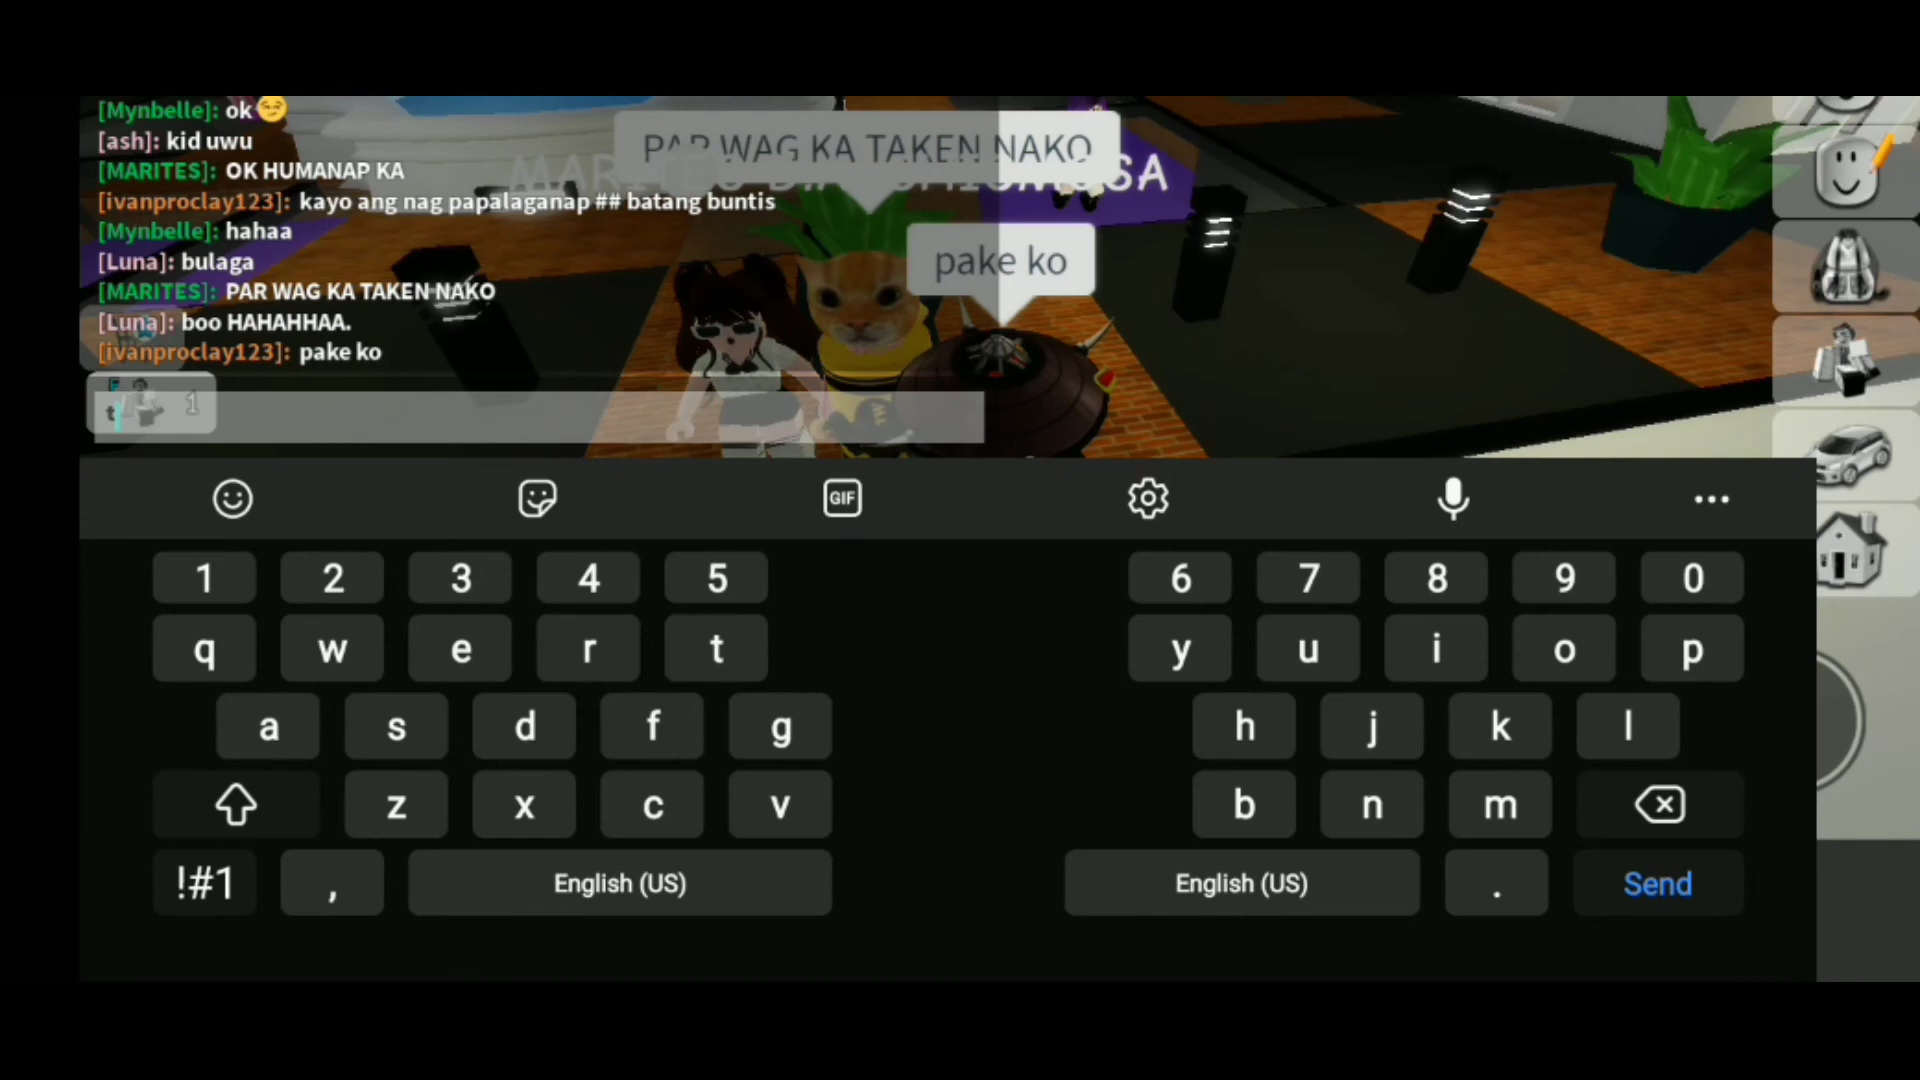 [Mynbelle]: ok😏
[ash]: kid uwu
[MARITES]: OK HUMANAP KA
[ivanproclay123]: kayo ang nag papalaganap ## batang buntis
[Mynbelle]: hahaa
[Luna]: bulaga
[MARITES]: PAR WAG KA TAKEN NAKO
[Luna]: boo HAHAHHAA.
[ivanproclay123]: pake ko
PAR WAG KA TAKEN NAKO
pake ko
t
1
GIF
1 2 3 4 5 6 7 8 9 0
q w e r t y u i o p
a s d f g h j k l
z x c v b n m
!#1 , English (US) English (US) . Send